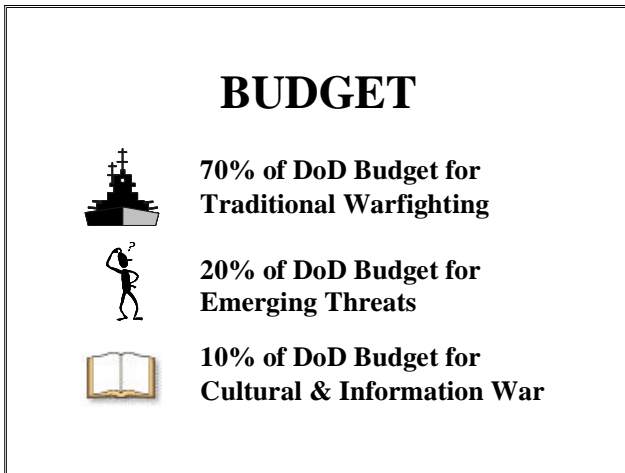 BUDGET
70% of DoD Budget for
Traditional Warfighting
?
20% of DoD Budget for
Emerging Threats
10% of DoD Budget for
Cultural & Information War